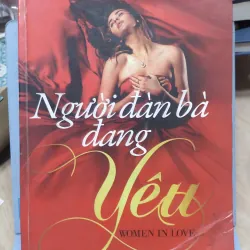 Người đàn bà
đang
Yêu
WOMEN IN LOVE